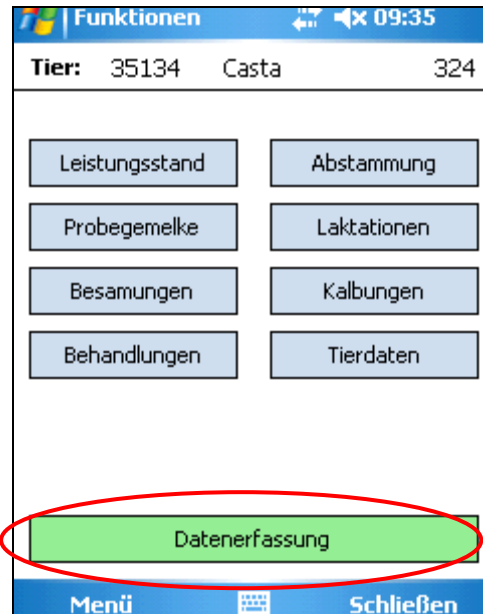 Funktionen 09:35
Tier: 35134 Casta 324
Leistungsstand Abstammung
Probegemelke Laktationen
Besamungen Kalbungen
Behandlungen Tierdaten
Datenerfassung
Menü Schließen